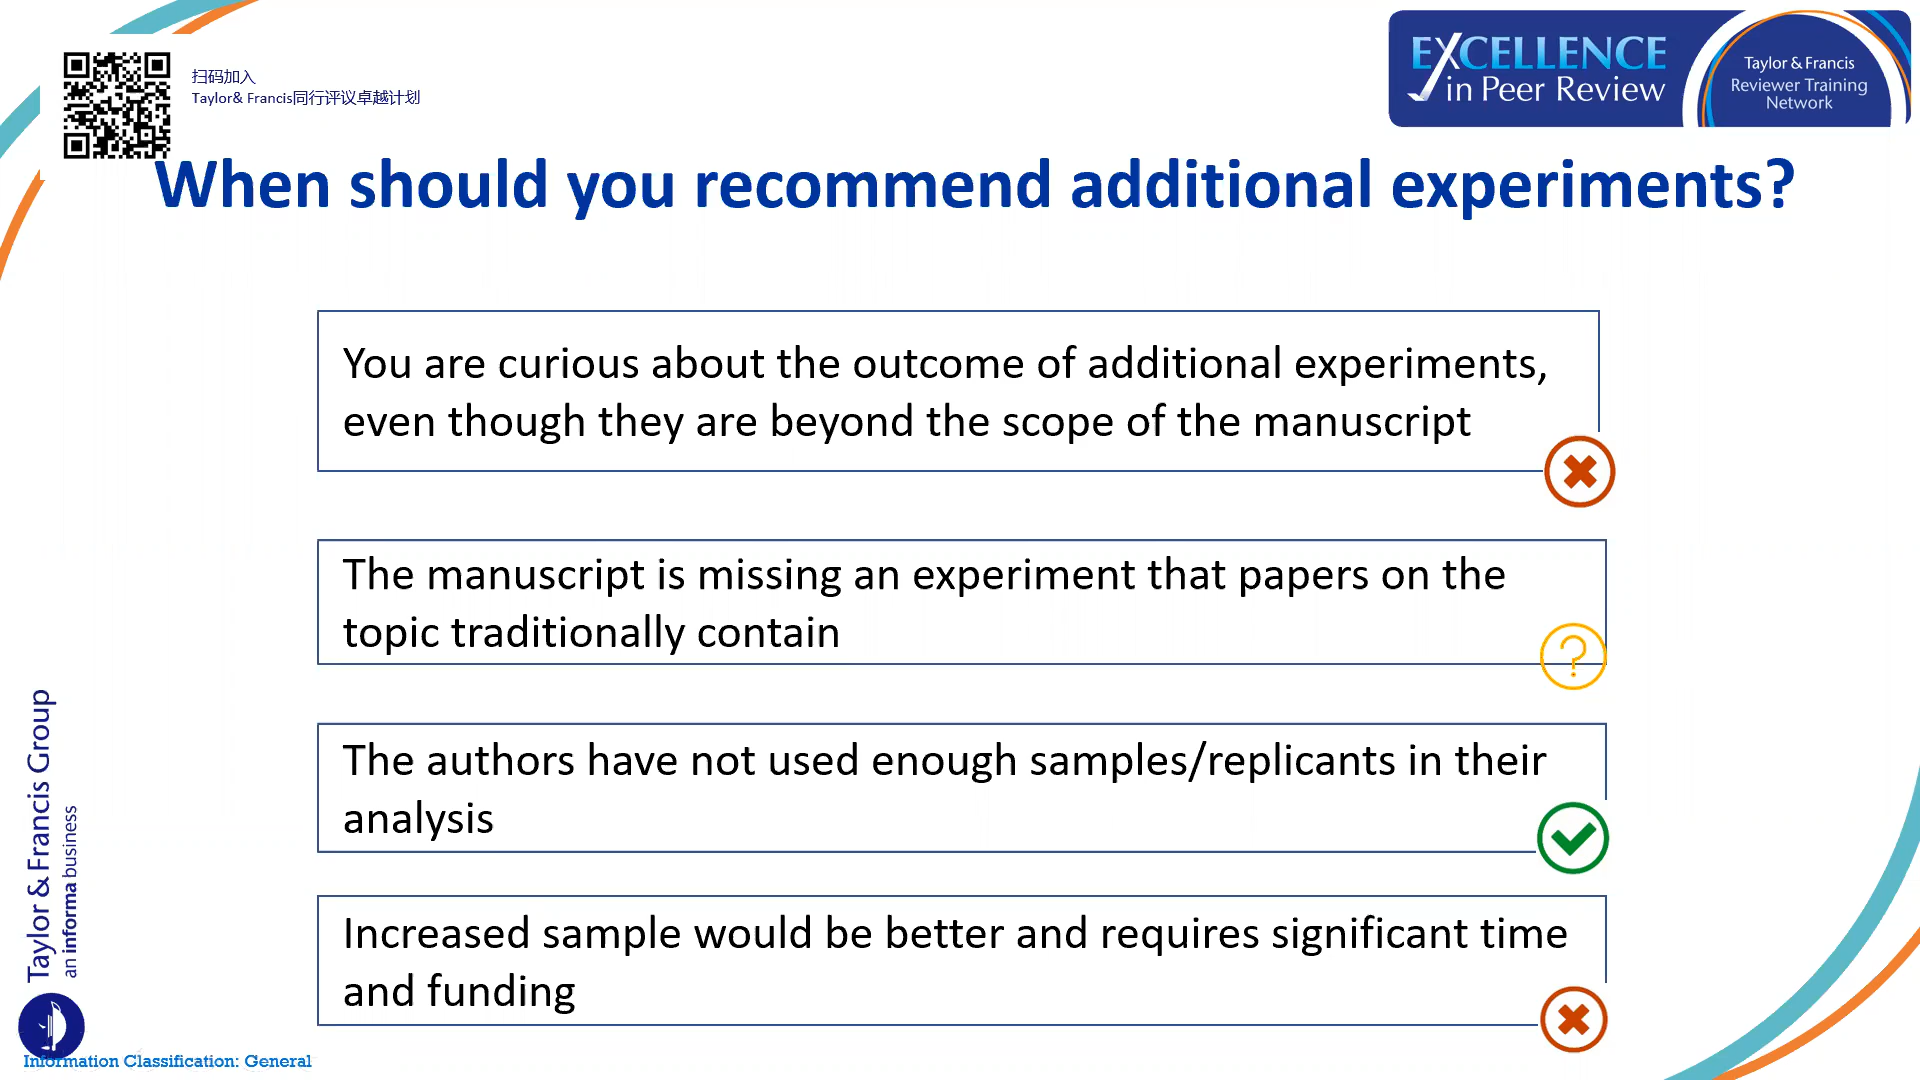 扫码加入
Taylor& Francis同行评议卓越计划
EXCELLENCE
in Peer Review
Taylor & Francis
Reviewer Training
Network
When should you recommend additional experiments?
You are curious about the outcome of additional experiments,
even though they are beyond the scope of the manuscript
The manuscript is missing an experiment that papers on the
topic traditionally contain
?
The authors have not used enough samples/replicants in their
analysis
Increased sample would be better and requires significant time
and funding
Taylor & Francis Group
an informa business
Information Classification: General